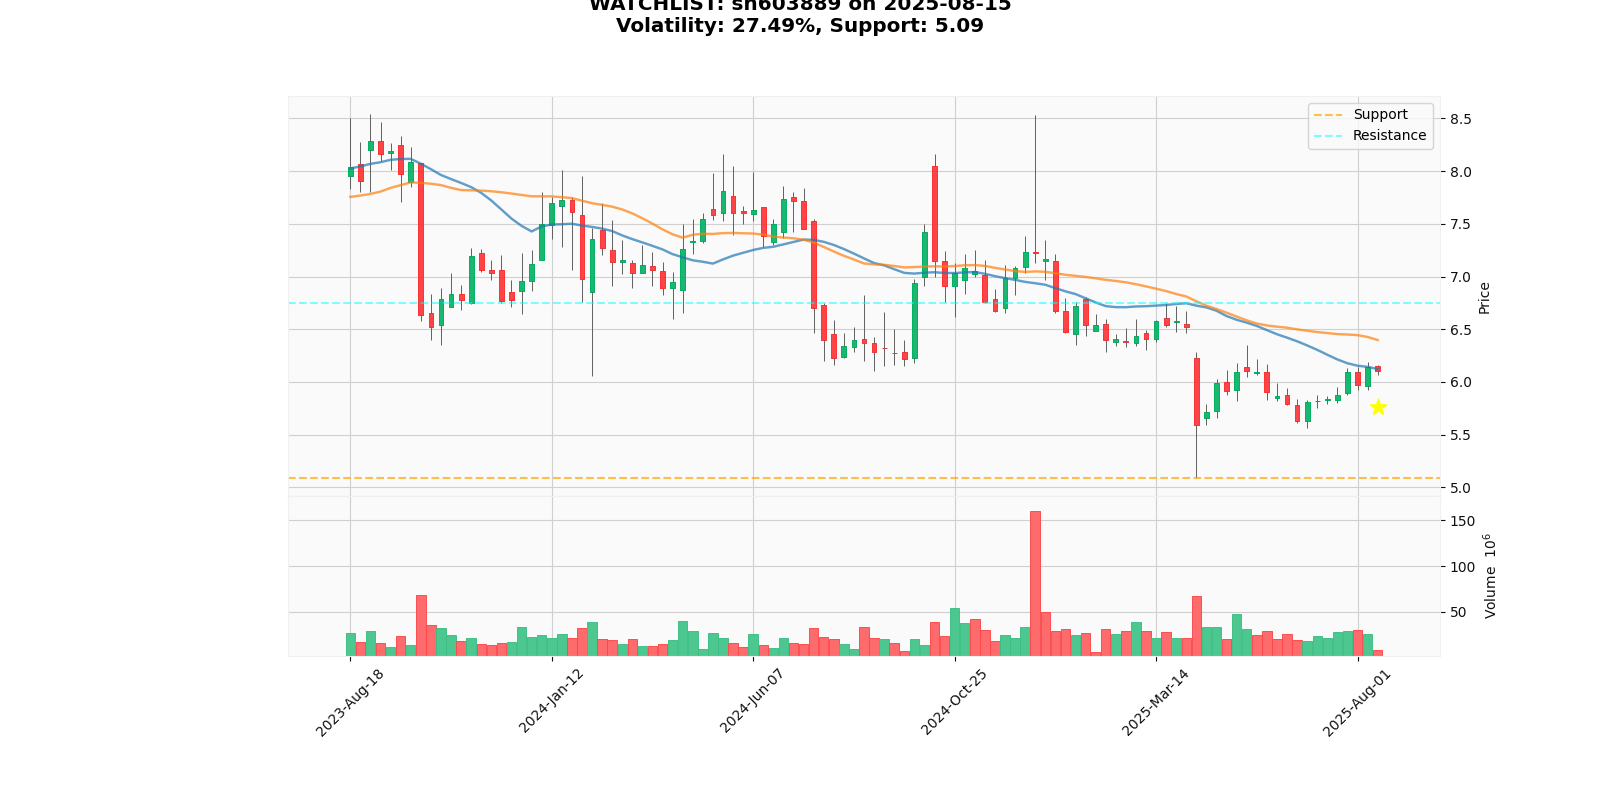 WATCHLIST: sh603889 on 2025-08-15
Volatility: 27.49%, Support: 5.09
Support
Resistance
8.5
8.0
7.5
7.0
6.5
6.0
5.5
5.0
Price
150
100
50
Volume 10⁶
2023-Aug-18
2024-Jan-12
2024-Jun-07
2024-Oct-25
2025-Mar-14
2025-Aug-01